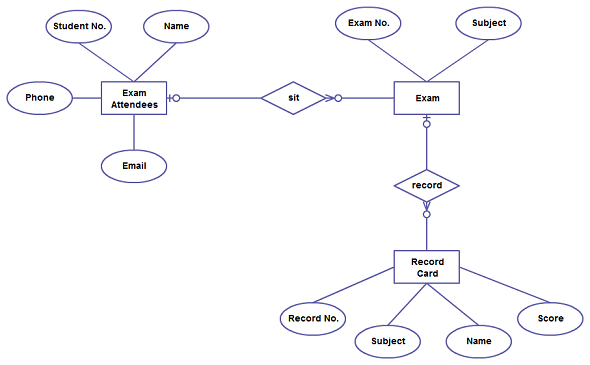 Student No.
Name
Exam No.
Subject
Phone
Exam
Attendees
sit
Exam
Email
record
Record
Card
Record No.
Subject
Name
Score